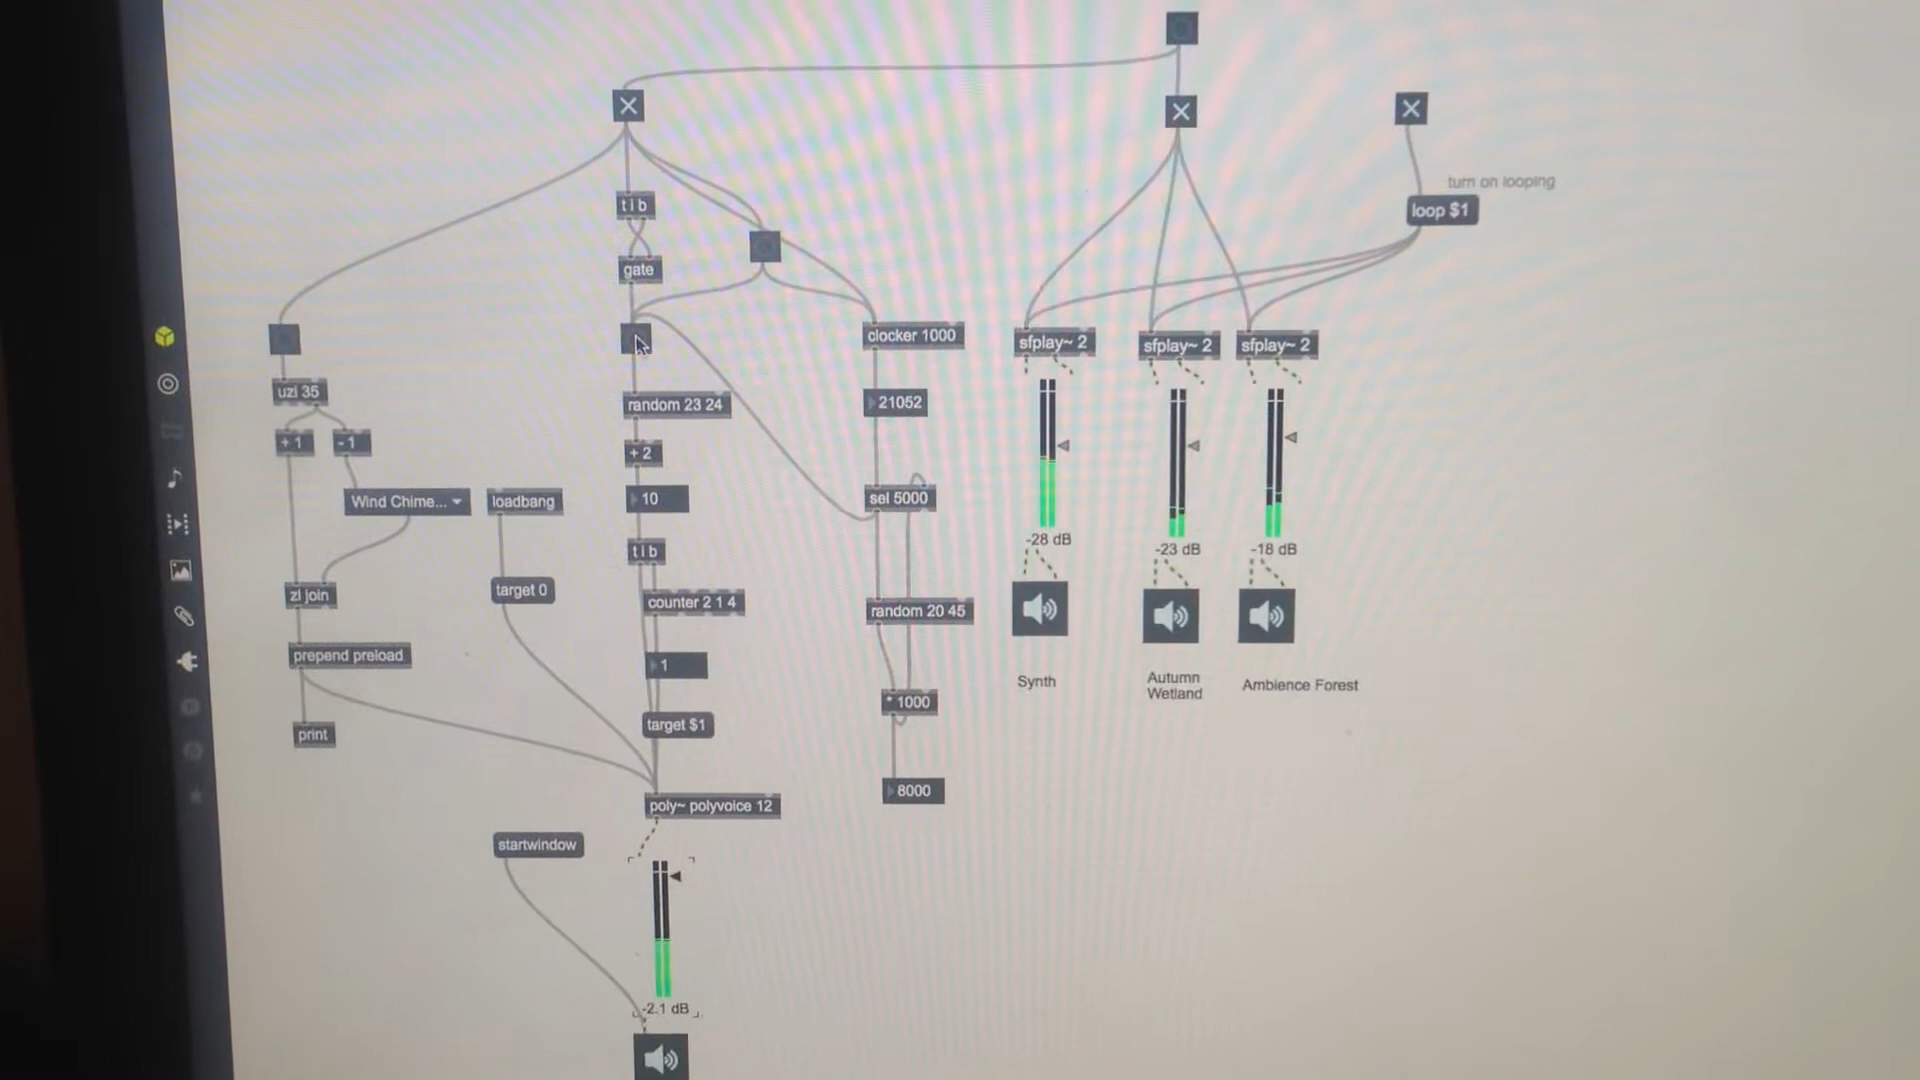 turn on looping
t i b
loop $1
gate
clocker 1000
sfplay~ 2
sfplay~ 2
sfplay~ 2
uzi 35
random 23 24
21052
+ 1
- 1
+ 2
Wind Chime...
loadbang
10
sel 5000
-28 dB
-23 dB
-18 dB
t i b
zl join
target 0
counter 2 1 4
random 20 45
prepend preload
1
Synth
Autumn
Wetland
Ambience Forest
* 1000
print
target $1
8000
poly~ polyvoice 12
startwindow
-2.1 dB